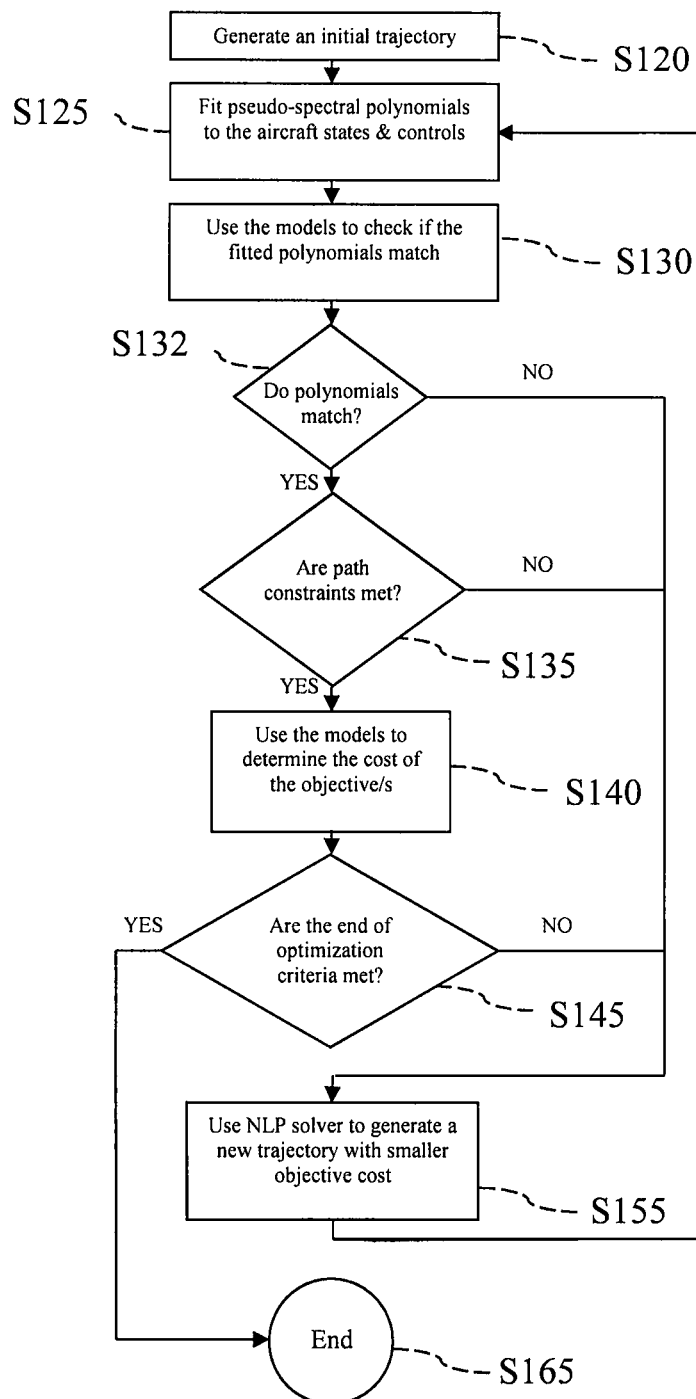 Generate an initial trajectory
S120
S125
Fit pseudo-spectral polynomials
to the aircraft states & controls
Use the models to check if the
fitted polynomials match
S130
S132
Do polynomials
match?
NO
YES
Are path
constraints met?
NO
S135
YES
Use the models to
determine the cost of
the objective/s
S140
YES
Are the end of
optimization
criteria met?
NO
S145
Use NLP solver to generate a
new trajectory with smaller
objective cost
S155
End
S165